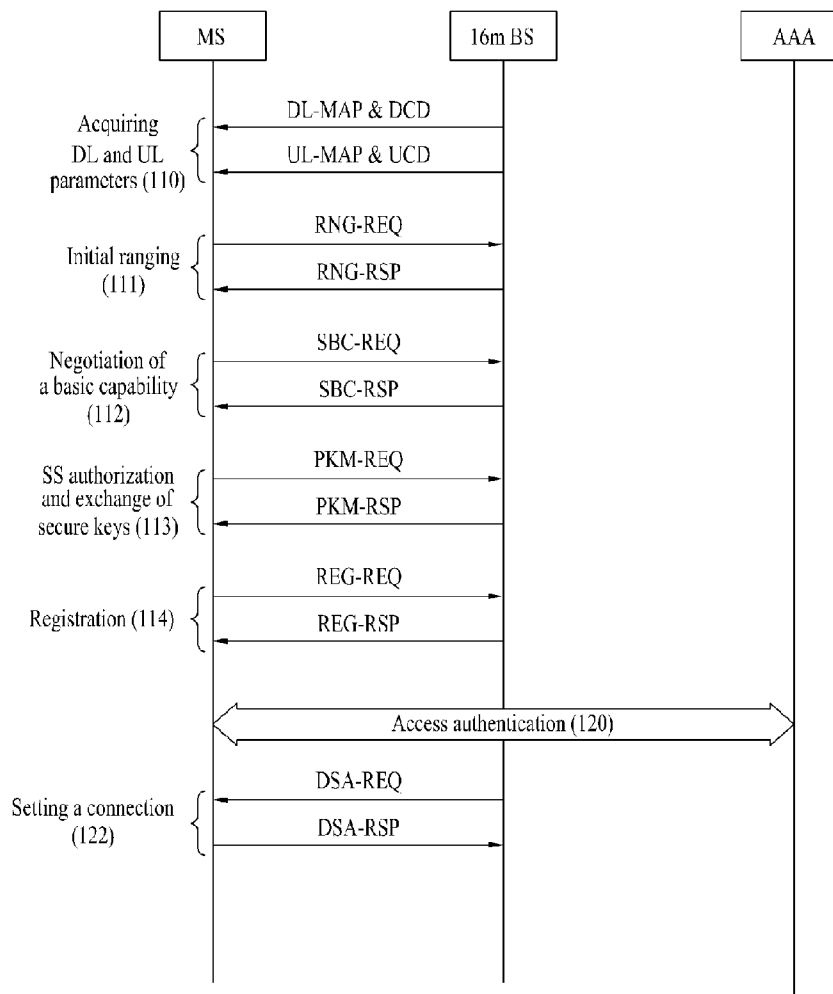 MS
16m BS
AAA
Acquiring
DL and UL
parameters (110)
DL-MAP & DCD
UL-MAP & UCD
Initial ranging
(111)
RNG-REQ
RNG-RSP
Negotiation of
a basic capability
(112)
SBC-REQ
SBC-RSP
SS authorization
and exchange of
secure keys (113)
PKM-REQ
PKM-RSP
Registration (114)
REG-REQ
REG-RSP
Access authentication (120)
Setting a connection
(122)
DSA-REQ
DSA-RSP